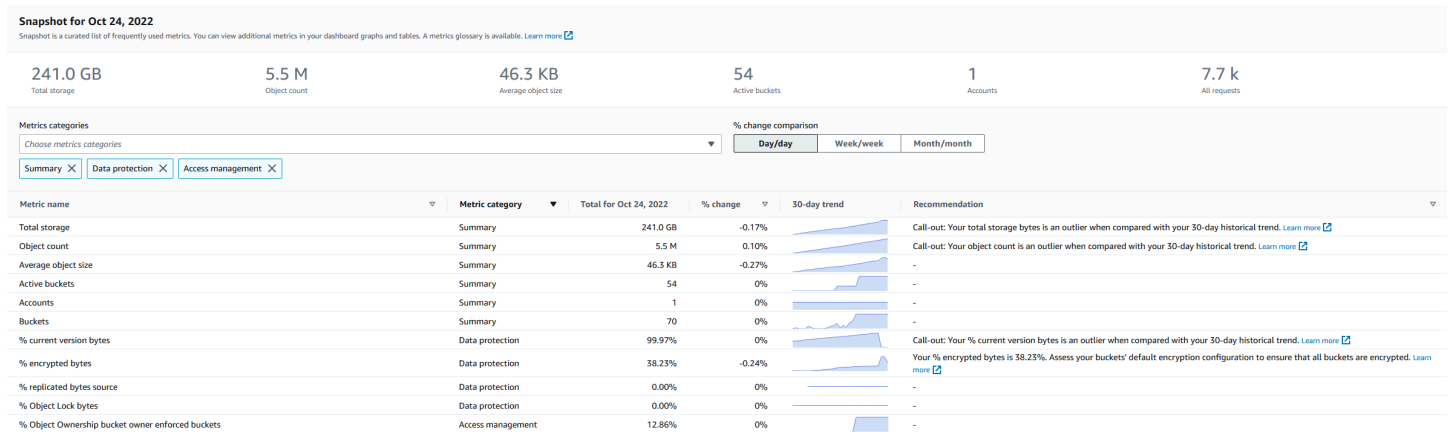 Snapshot for Oct 24, 2022
Snapshot is a curated list of frequently used metrics. You can view additional metrics in your dashboard graphs and tables. A metrics glossary is available. Learn more
241.0 GB 5.5 M 46.3 KB 54 1 7.7 k
Total storage Object count Average object size Active buckets Accounts All requests
Metrics categories % change comparison
Choose metrics categories Day/day Week/week Month/month
Summary Data protection Access management
Metric name Metric category Total for Oct 24, 2022 % change 30-day trend Recommendation
Total storage Summary 241.0 GB -0.17% Call-out: Your total storage bytes is an outlier when compared with your 30-day historical trend. Learn more
Object count Summary 5.5 M 0.10% Call-out: Your object count is an outlier when compared with your 30-day historical trend. Learn more
Average object size Summary 46.3 KB -0.27% -
Active buckets Summary 54 0% -
Accounts Summary 1 0% -
Buckets Summary 70 0% -
% current version bytes Data protection 99.97% 0% Call-out: Your % current version bytes is an outlier when compared with your 30-day historical trend. Learn more
% encrypted bytes Data protection 38.23% -0.24% Your % encrypted bytes is 38.23%. Assess your buckets' default encryption configuration to ensure that all buckets are encrypted. Learn
more
% replicated bytes source Data protection 0.00% 0% -
% Object Lock bytes Data protection 0.00% 0% -
% Object Ownership bucket owner enforced buckets Access management 12.86% 0% -